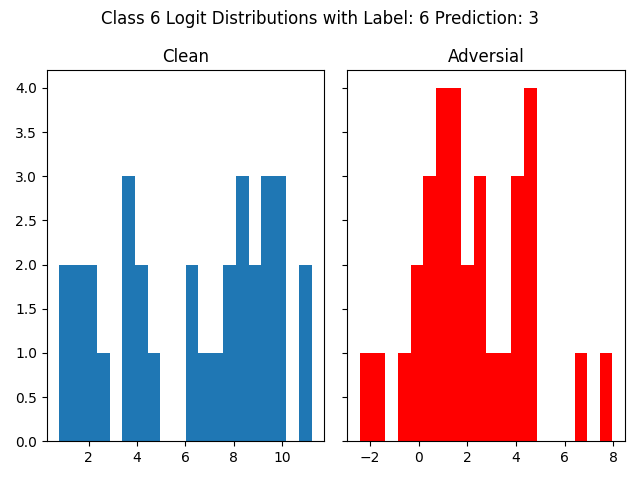 Class 6 Logit Distributions with Label: 6 Prediction: 3
Clean
Adversial
4.0
3.5
3.0
2.5
2.0
1.5
1.0
0.5
0.0
2 4 6 8 10
−2 0 2 4 6 8